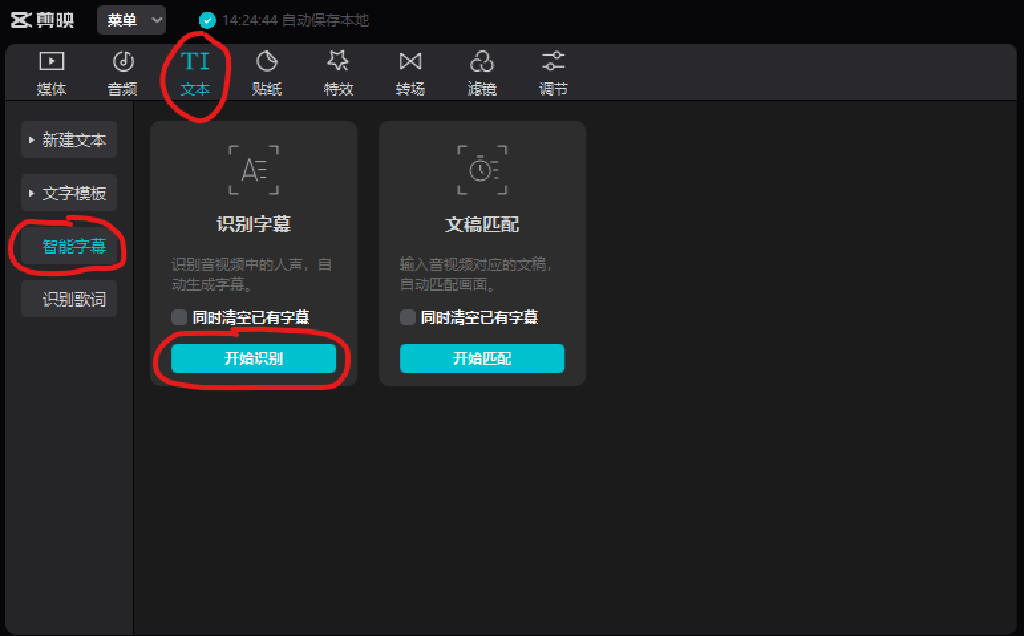 剪映 菜单 14:24:44 自动保存本地
媒体 音频 TI 文本 贴纸 特效 转场 滤镜 调节
新建文本
文字模板
智能字幕
识别歌词
识别字幕
识别音视频中的人声，自
动生成字幕。
同时清空已有字幕
开始识别
文稿匹配
输入音视频对应的文稿，
自动匹配画面。
同时清空已有字幕
开始匹配